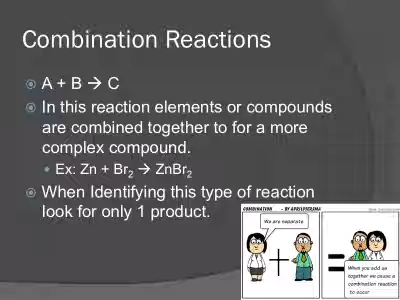 Combination Reactions
A + B → C
In this reaction elements or compounds
are combined together to for a more
complex compound.
Ex: Zn + Br₂ → ZnBr₂
When Identifying this type of reaction
look for only 1 product.
COMBINATION - BY APRILPERLEMA
We are separate
+
=
When you add us
together we cause a
combination reaction
to occur